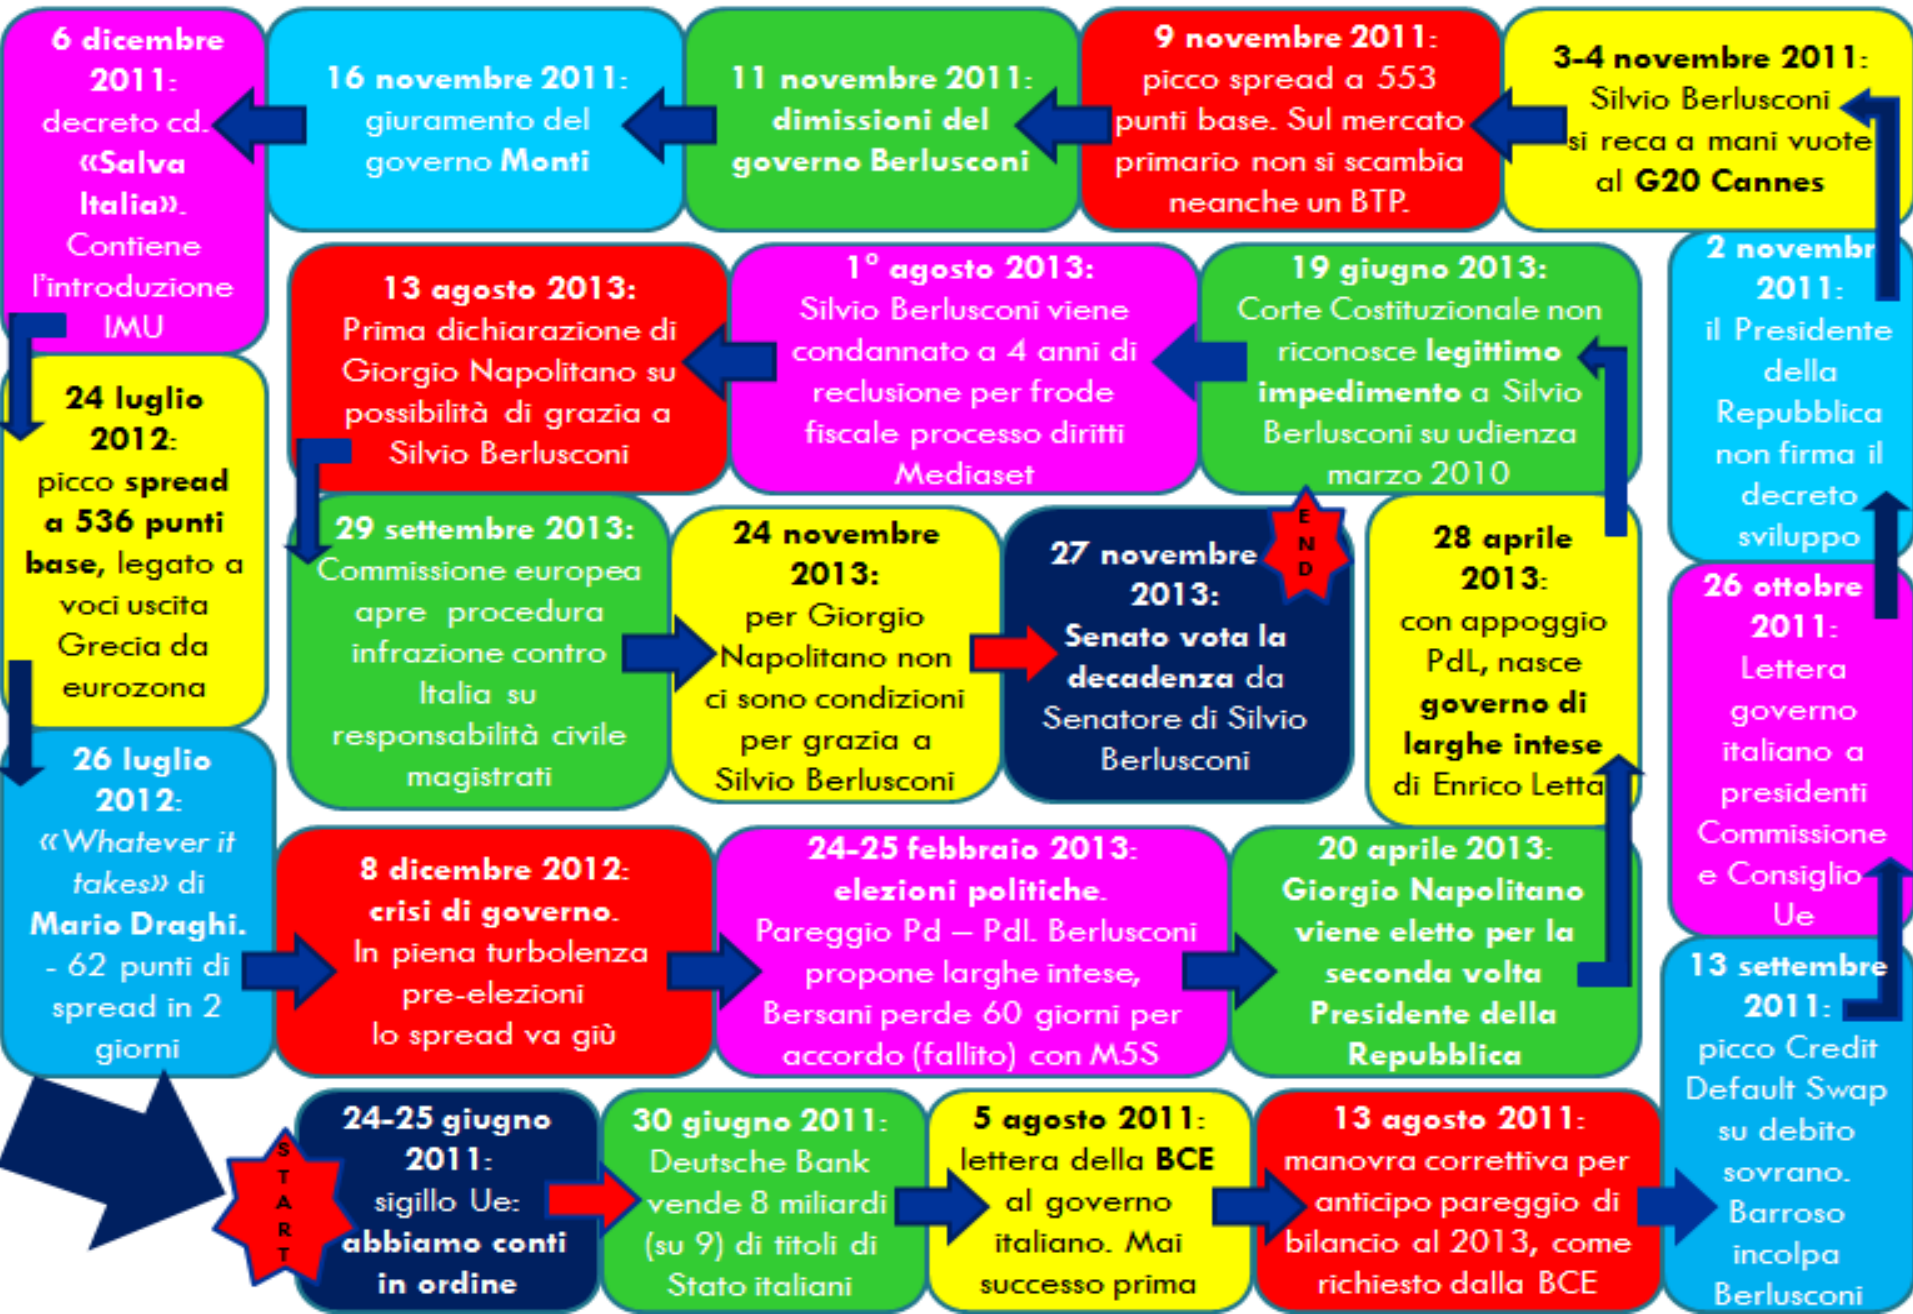 6 dicembre
2011:
decreto cd.
«Salva
Italia».
Contiene
l'introduzione
IMU
16 novembre 2011:
giuramento del
governo Monti
11 novembre 2011:
dimissioni del
governo Berlusconi
9 novembre 2011:
picco spread a 553
punti base. Sul mercato
primario non si scambia
neanche un BTP.
3-4 novembre 2011:
Silvio Berlusconi
si reca a mani vuote
al G20 Cannes
13 agosto 2013:
Prima dichiarazione di
Giorgio Napolitano su
possibilità di grazia a
Silvio Berlusconi
1° agosto 2013:
Silvio Berlusconi viene
condannato a 4 anni di
reclusione per frode
fiscale processo diritti
Mediaset
19 giugno 2013:
Corte Costituzionale non
riconosce legittimo
impedimento a Silvio
Berlusconi su udienza
marzo 2010
2 novembr
2011:
il Presidente
della
Repubblica
non firma il
decreto
sviluppo
24 luglio
2012:
picco spread
a 536 punti
base, legato a
voci uscita
Grecia da
eurozona
29 settembre 2013:
Commissione europea
apre procedura
infrazione contro
Italia su
responsabilità civile
magistrati
24 novembre
2013:
per Giorgio
Napolitano non
ci sono condizioni
per grazia a
Silvio Berlusconi
27 novembre
2013:
Senato vota la
decadenza da
Senatore di Silvio
Berlusconi
END
28 aprile
2013:
con appoggio
PdL, nasce
governo di
larghe intese
di Enrico Letta
26 ottobre
2011:
Lettera
governo
italiano a
presidenti
Commissione
e Consiglio
Ue
26 luglio
2012:
«Whatever it
takes» di
Mario Draghi.
- 62 punti di
spread in 2
giorni
8 dicembre 2012:
crisi di governo.
In piena turbolenza
pre-elezioni
lo spread va giù
24-25 febbraio 2013:
elezioni politiche.
Pareggio Pd – PdL. Berlusconi
propone larghe intese,
Bersani perde 60 giorni per
accordo (fallito) con M5S
20 aprile 2013:
Giorgio Napolitano
viene eletto per la
seconda volta
Presidente della
Repubblica
13 settembre
2011:
picco Credit
Default Swap
su debito
sovrano.
Barroso
incolpa
Berlusconi
START
24-25 giugno
2011:
sigillo Ue:
abbiamo conti
in ordine
30 giugno 2011:
Deutsche Bank
vende 8 miliardi
(su 9) di titoli di
Stato italiani
5 agosto 2011:
lettera della BCE
al governo
italiano. Mai
successo prima
13 agosto 2011:
manovra correttiva per
anticipo pareggio di
bilancio al 2013, come
richiesto dalla BCE